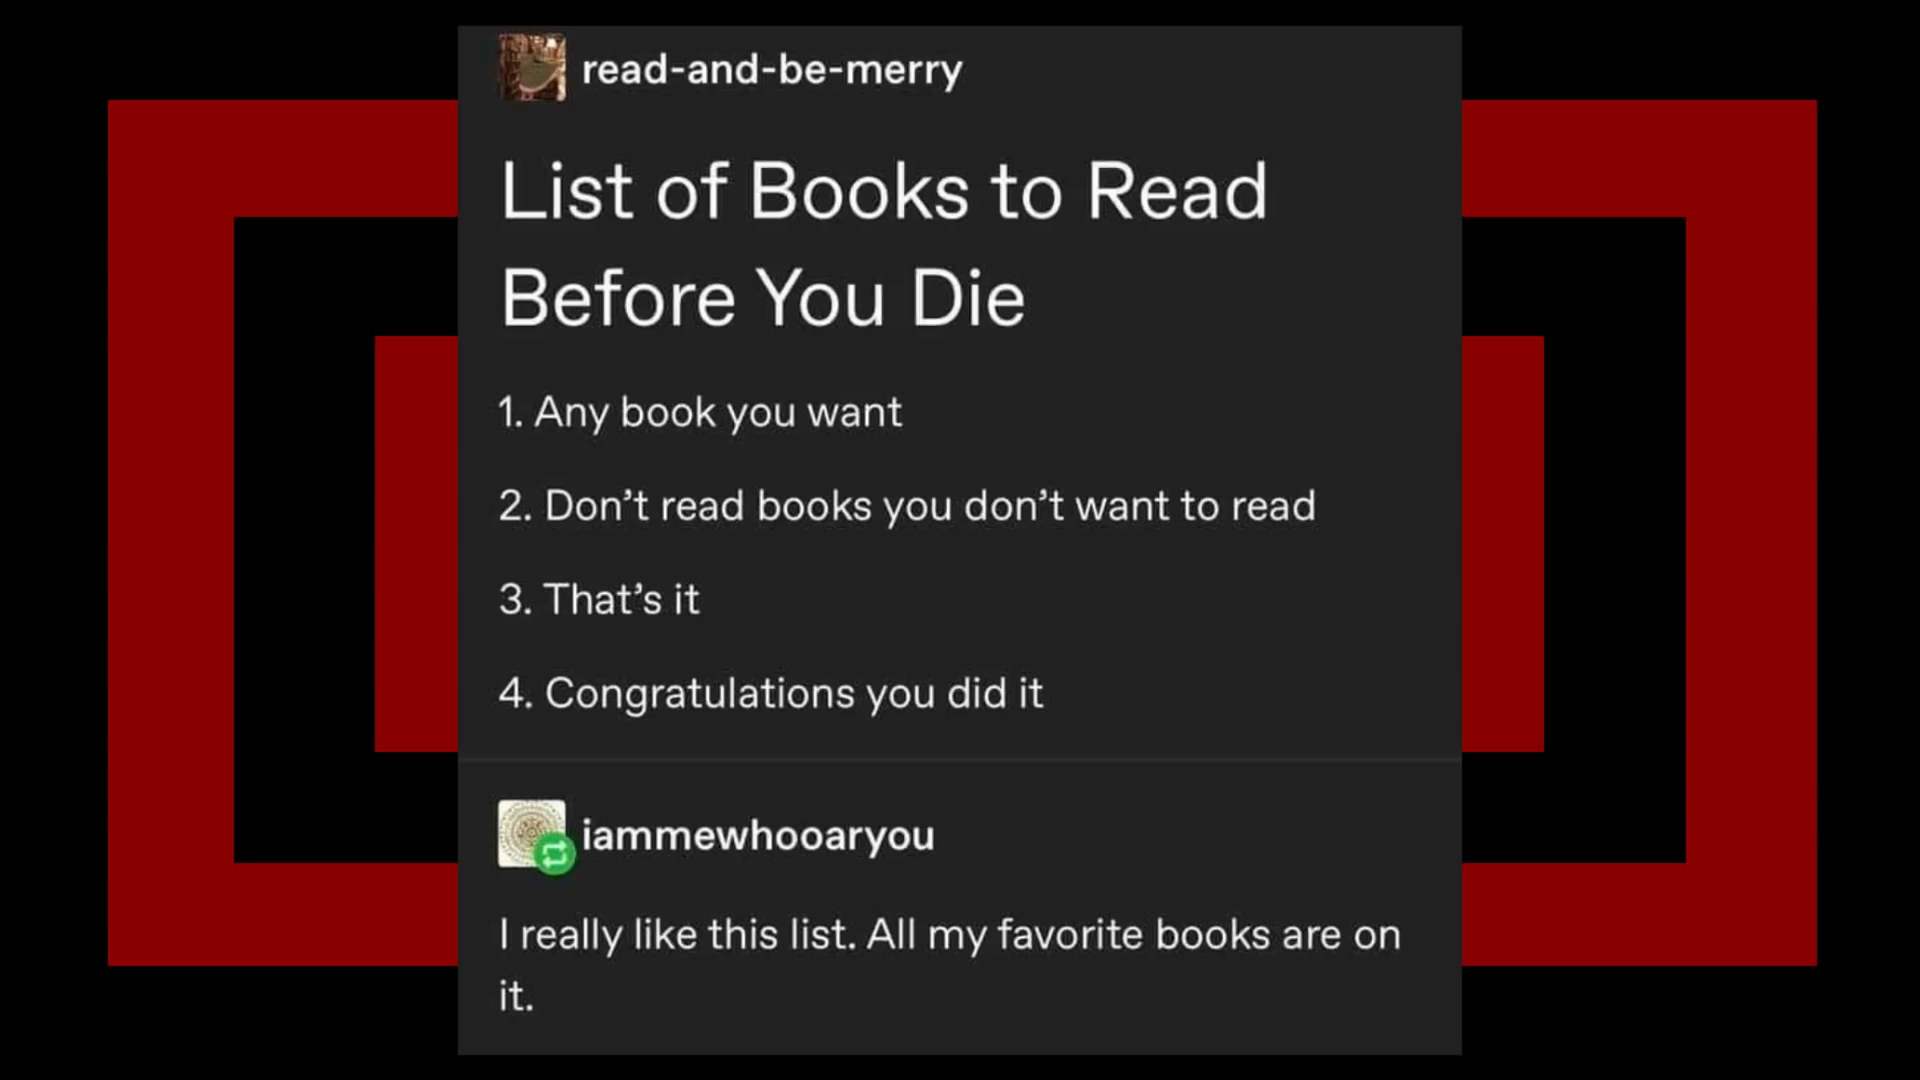 read-and-be-merry
List of Books to Read
Before You Die
1. Any book you want
2. Don’t read books you don’t want to read
3. That’s it
4. Congratulations you did it
iammewhooaryou
I really like this list. All my favorite books are on
it.